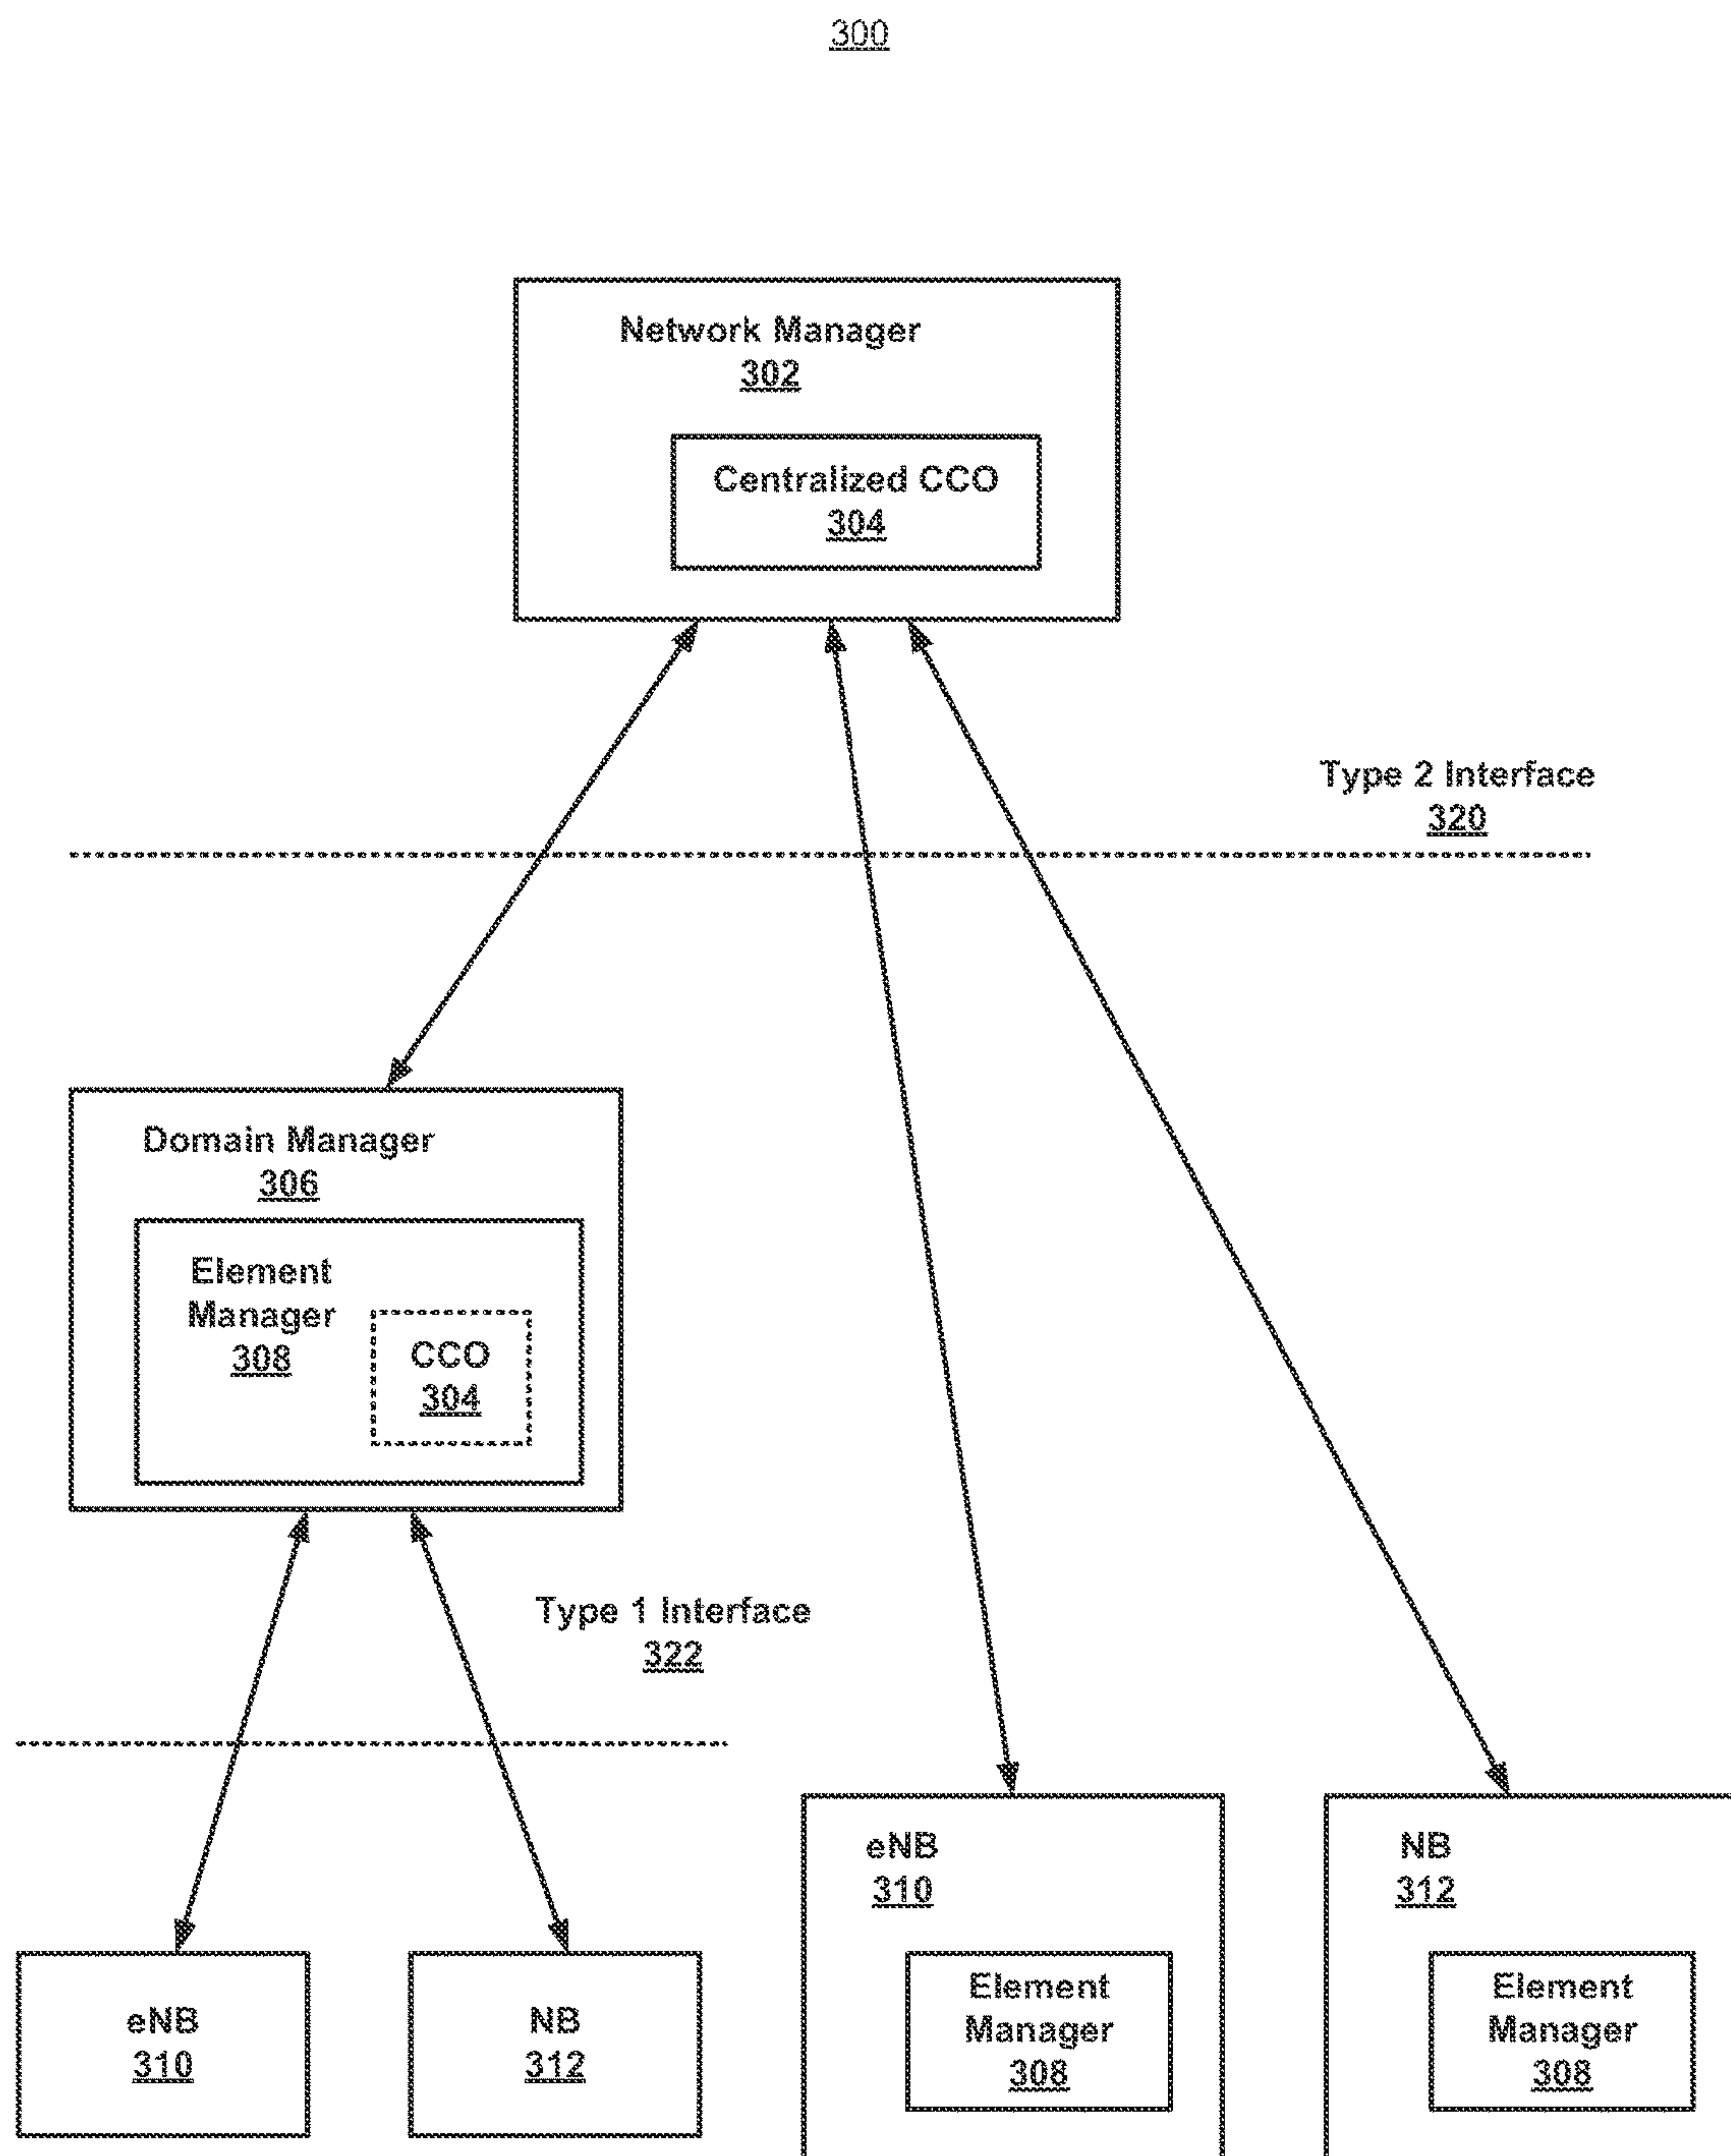 300
Network Manager
302
Centralized CCO
304
Type 2 Interface
320
Domain Manager
306
Element
Manager
308
CCO
304
Type 1 Interface
322
eNB
310
NB
312
eNB
310
Element
Manager
308
NB
312
Element
Manager
308